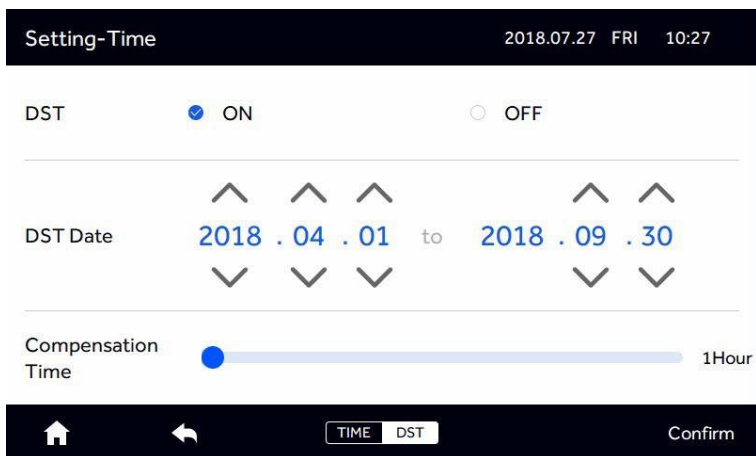 Setting-Time 2018.07.27 FRI 10:27
DST ON OFF
DST Date 2018 . 04 . 01 to 2018 . 09 . 30
Compensation
Time
1Hour
TIME DST Confirm